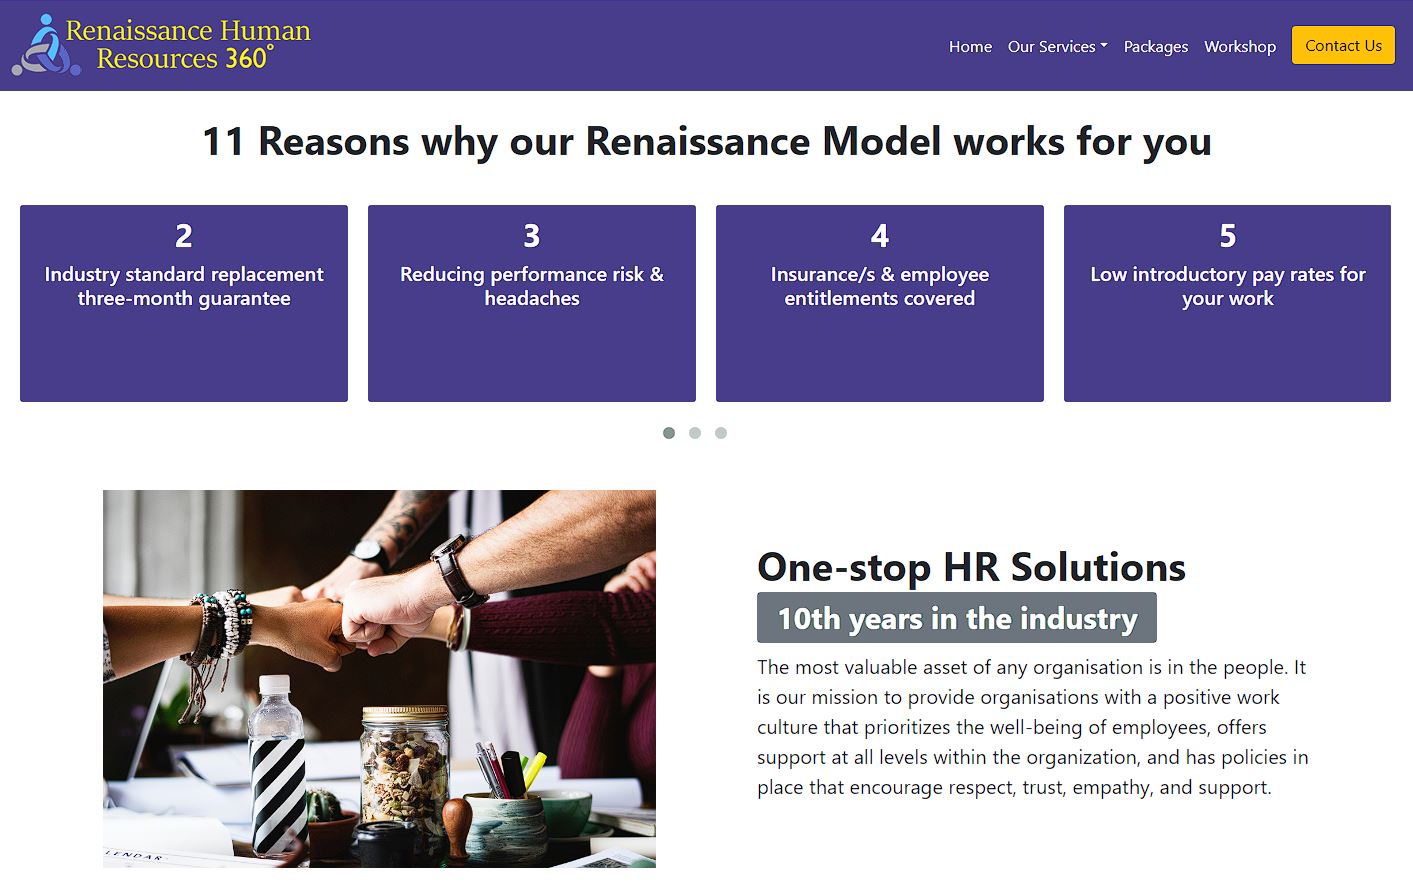 Renaissance Human
Resources 360°
Home
Our Services
Packages
Workshop
Contact Us
11 Reasons why our Renaissance Model works for you
2
Industry standard replacement
three-month guarantee
3
Reducing performance risk &
headaches
4
Insurance/s & employee
entitlements covered
5
Low introductory pay rates for
your work
One-stop HR Solutions
10th years in the industry
The most valuable asset of any organisation is in the people. It
is our mission to provide organisations with a positive work
culture that prioritizes the well-being of employees, offers
support at all levels within the organization, and has policies in
place that encourage respect, trust, empathy, and support.
LENDAR